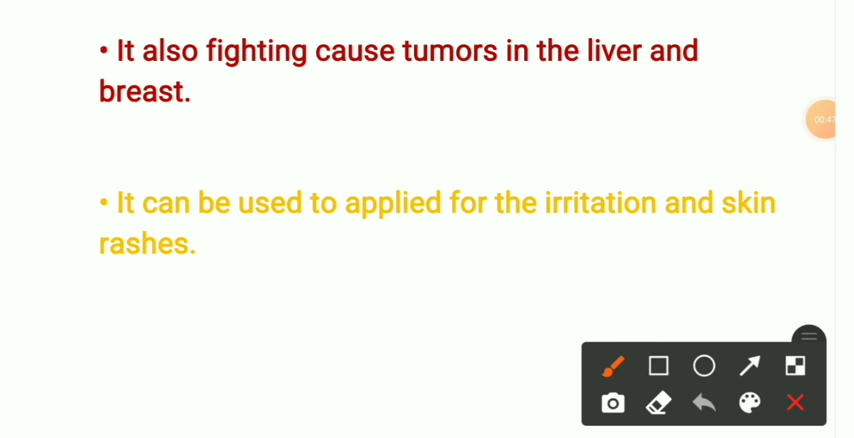 • It also fighting cause tumors in the liver and
breast.
• It can be used to applied for the irritation and skin
rashes.